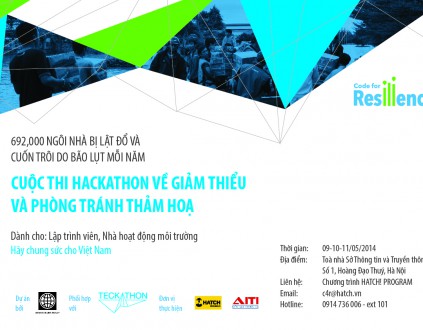 Code for
Resilienc
692,000 NGÔI NHÀ BỊ LẬT ĐỔ VÀ
CUỐN TRÔI DO BÃO LỤT MỖI NĂM
CUỘC THI HACKATHON VỀ GIẢM THIỂU
VÀ PHÒNG TRÁNH THẢM HOẠ
Dành cho: Lập trình viên, Nhà hoạt động môi trường
Hãy chung sức cho Việt Nam
Thời gian: 09-10-11/05/2014
Địa điểm: Toà nhà Sở Thông tin và Truyền thôn
Số 1, Hoàng Đạo Thuý, Hà Nội
Liên hệ: Chương trình HATCH! PROGRAM
Email: c4r@hatch.vn
Hotline: 0914 736 006 - ext 101
Dự án
bởi
Phối hợp
với
TECKATHON
Đơn vị
thực hiện
HATCH
AITI